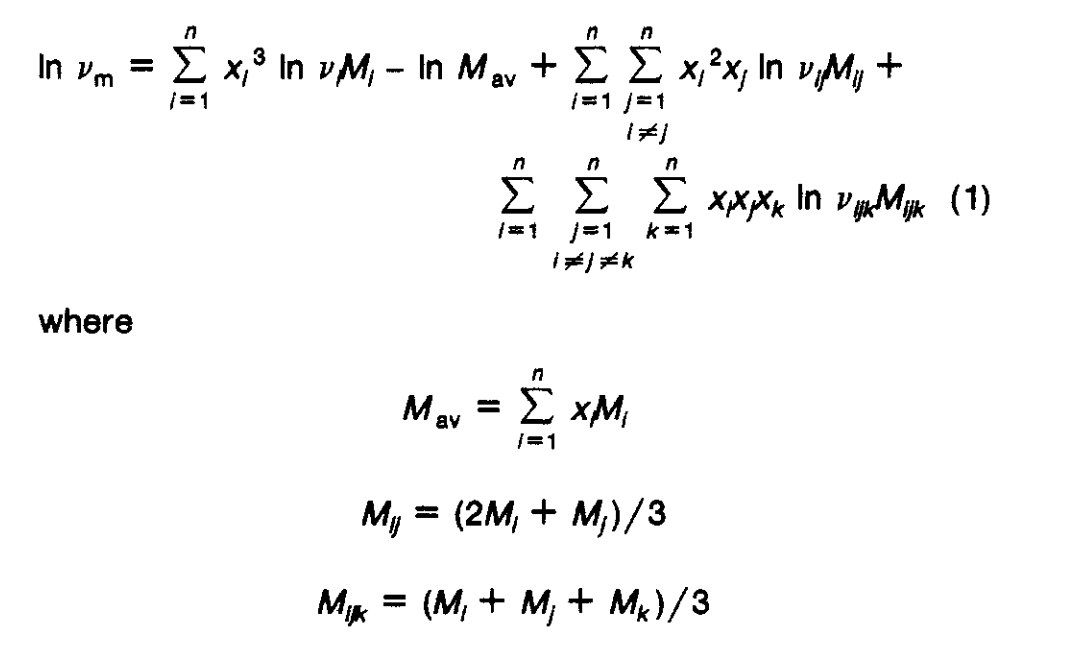 ln ν_m = Σ_{i=1}^{n} x_i^3 ln ν_iM_i – ln M_av + Σ_{i=1}^{n} Σ_{j=1, i≠j}^{n} x_i^2x_j ln ν_ijM_ij +
Σ_{i=1}^{n} Σ_{j=1}^{n} Σ_{k=1}^{n} _{i≠j≠k} x_ix_jx_k ln ν_ijkM_ijk (1)
where
M_av = Σ_{i=1}^{n} x_iM_i
M_ij = (2M_i + M_j)/3
M_ijk = (M_i + M_j + M_k)/3